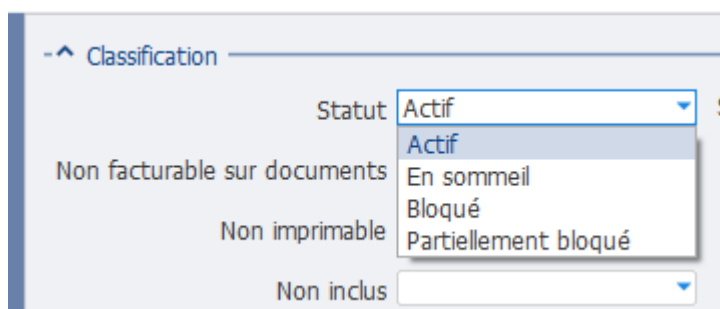 Classification
Statut Actif
Actif
Non facturable sur documents
En sommeil
Bloqué
Non imprimable
Partiellement bloqué
Non inclus